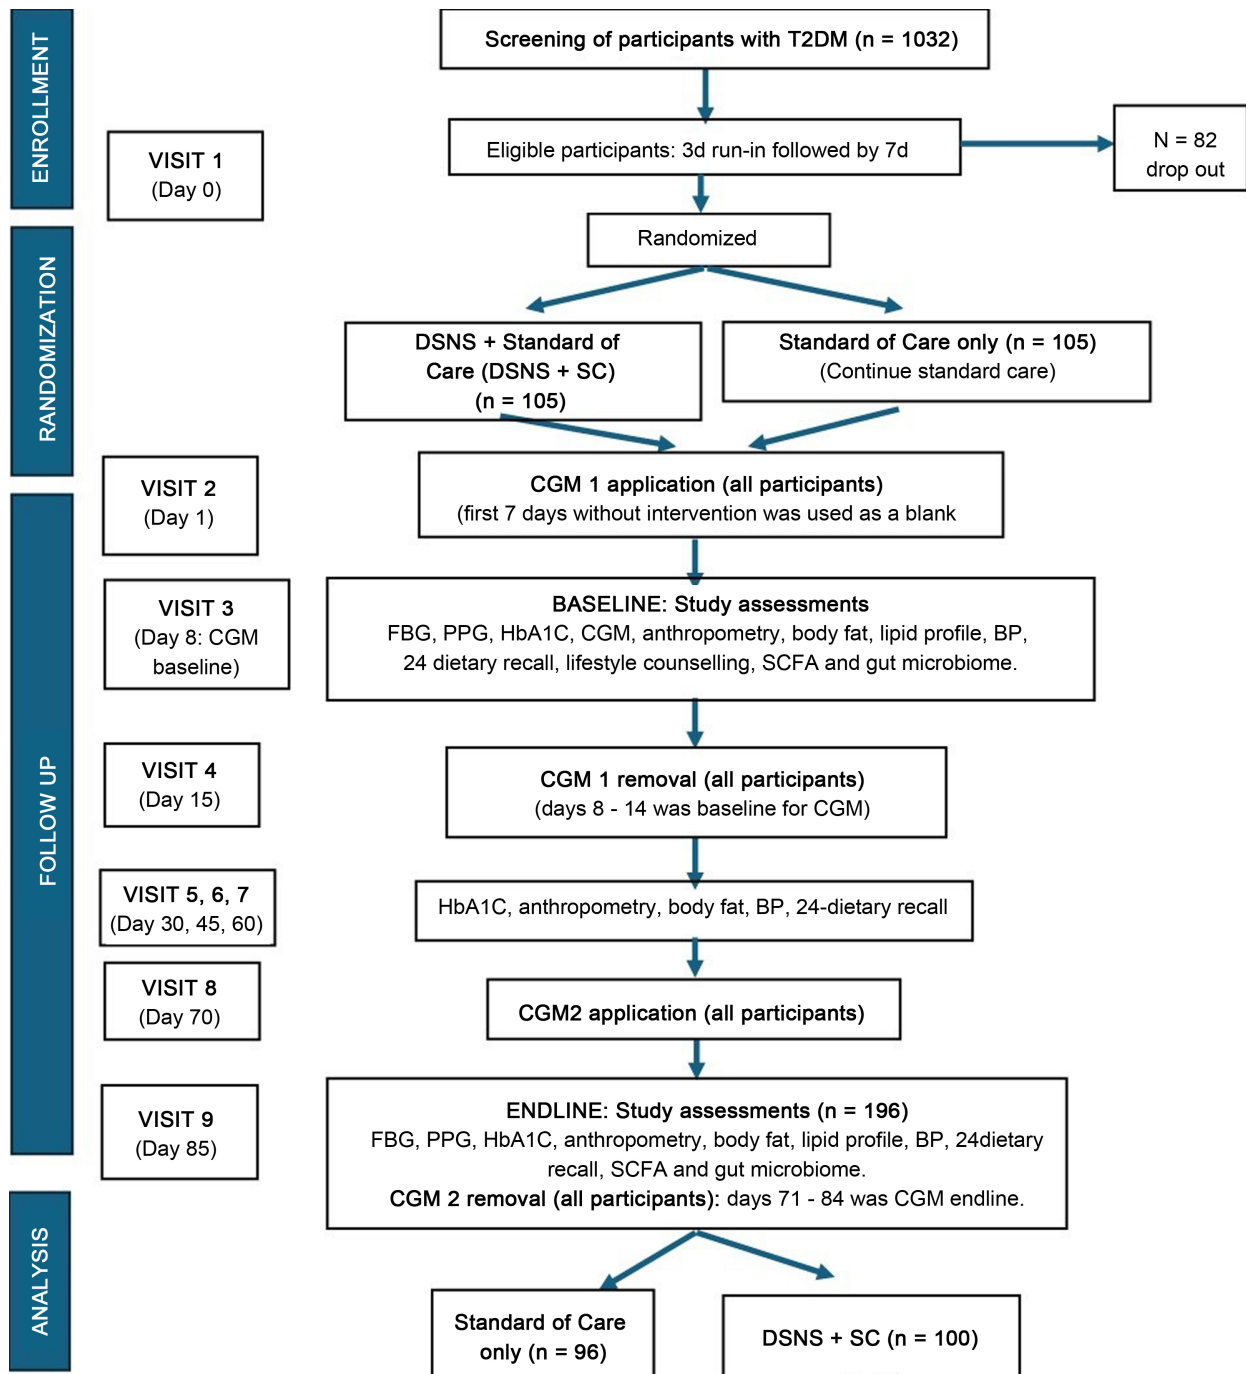 ENROLLMENT
Screening of participants with T2DM (n = 1032)
VISIT 1
(Day 0)
Eligible participants: 3d run-in followed by 7d
N = 82
drop out
Randomized
RANDOMIZATION
DSNS + Standard of
Care (DSNS + SC)
(n = 105)
Standard of Care only (n = 105)
(Continue standard care)
VISIT 2
(Day 1)
CGM 1 application (all participants)
(first 7 days without intervention was used as a blank
FOLLOW UP
VISIT 3
(Day 8: CGM
baseline)
BASELINE: Study assessments
FBG, PPG, HbA1C, CGM, anthropometry, body fat, lipid profile, BP,
24 dietary recall, lifestyle counselling, SCFA and gut microbiome.
VISIT 4
(Day 15)
CGM 1 removal (all participants)
(days 8 - 14 was baseline for CGM)
VISIT 5, 6, 7
(Day 30, 45, 60)
HbA1C, anthropometry, body fat, BP, 24-dietary recall
VISIT 8
(Day 70)
CGM2 application (all participants)
VISIT 9
(Day 85)
ENDLINE: Study assessments (n = 196)
FBG, PPG, HbA1C, anthropometry, body fat, lipid profile, BP, 24dietary
recall, SCFA and gut microbiome.
CGM 2 removal (all participants): days 71 - 84 was CGM endline.
ANALYSIS
Standard of Care
only (n = 96)
DSNS + SC (n = 100)